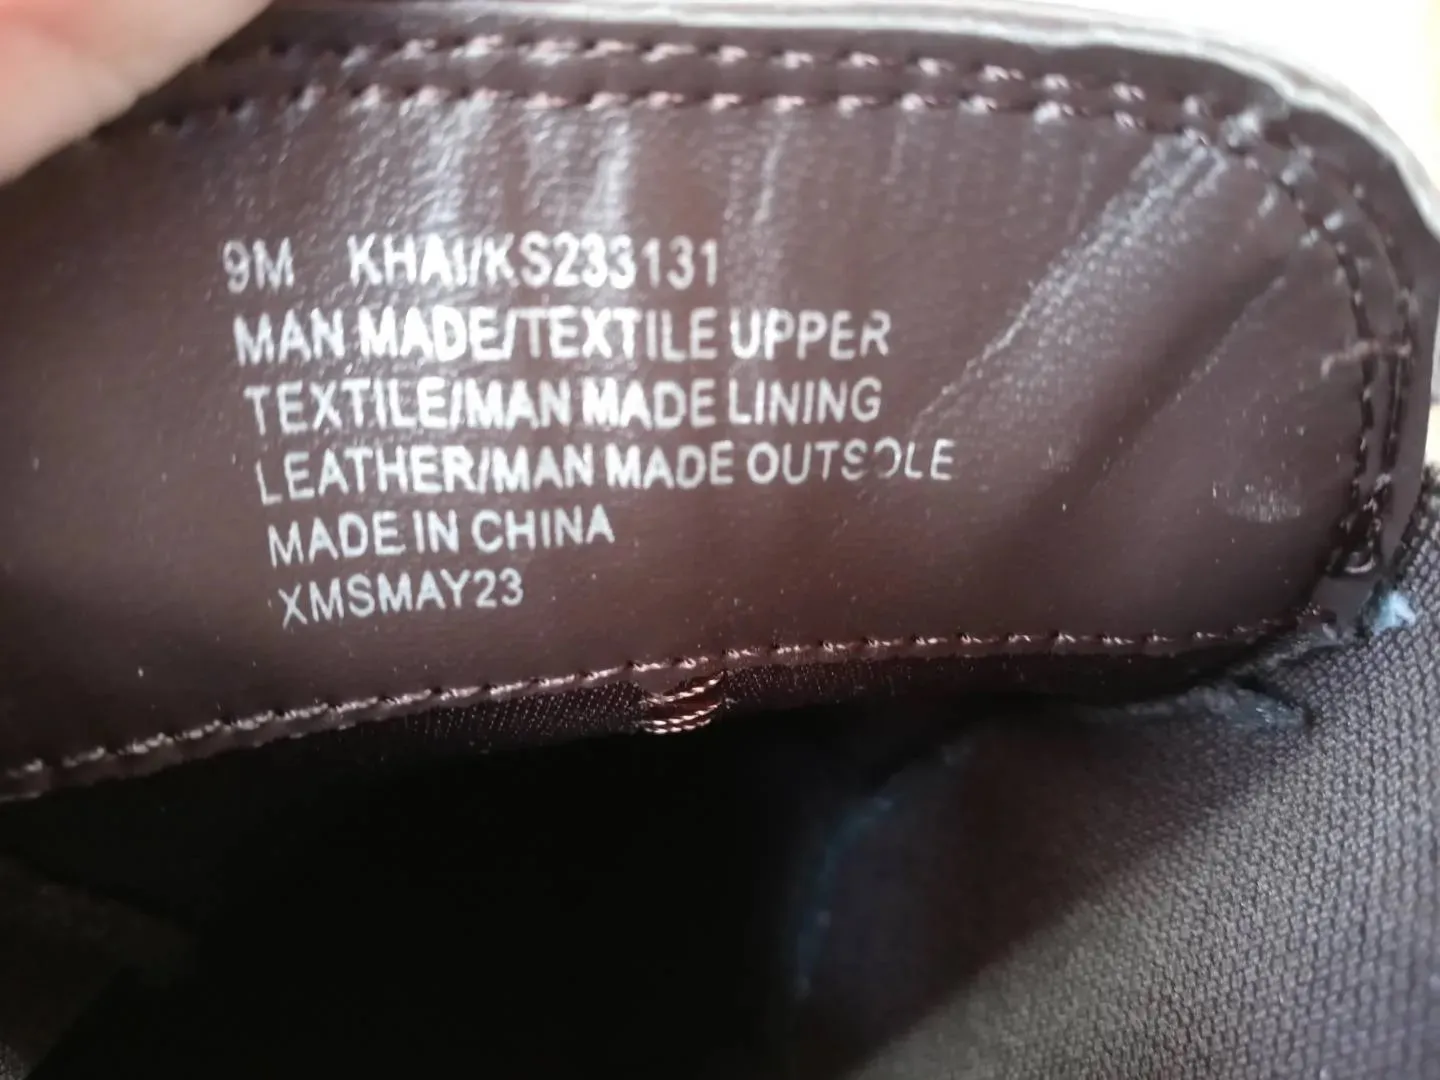 9M KHAI/KS233131
MAN MADE/TEXTILE UPPER
TEXTILE/MAN MADE LINING
LEATHER/MAN MADE OUTSOLE
MADE IN CHINA
XMSMAY23